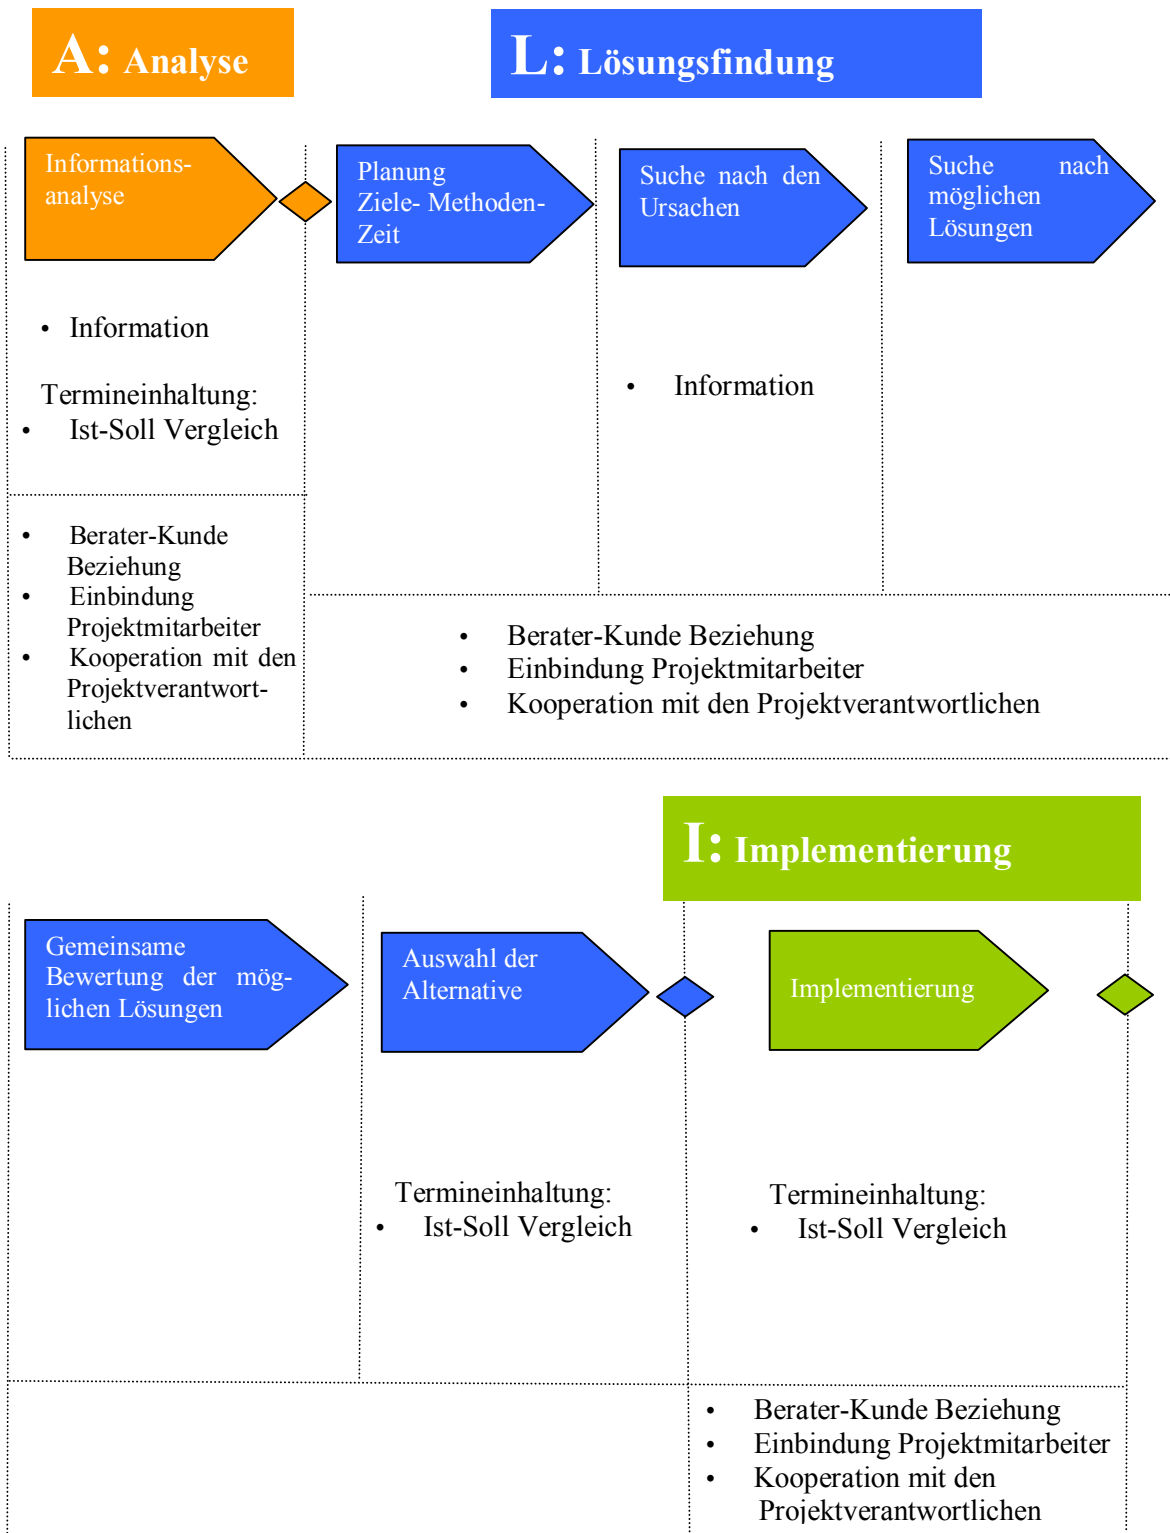 A: Analyse
L: Lösungsfindung
Informations-
analyse
Planung
Ziele- Methoden-
Zeit
Suche nach den
Ursachen
Suche nach
möglichen
Lösungen
• Information
Termineinhaltung:
• Ist-Soll Vergleich
• Information
• Berater-Kunde
Beziehung
• Einbindung
Projektmitarbeiter
• Kooperation mit den
Projektverantwort-
lichen
• Berater-Kunde Beziehung
• Einbindung Projektmitarbeiter
• Kooperation mit den Projektverantwortlichen
I: Implementierung
Gemeinsame
Bewertung der mög-
lichen Lösungen
Auswahl der
Alternative
Implementierung
Termineinhaltung:
• Ist-Soll Vergleich
Termineinhaltung:
• Ist-Soll Vergleich
• Berater-Kunde Beziehung
• Einbindung Projektmitarbeiter
• Kooperation mit den
Projektverantwortlichen